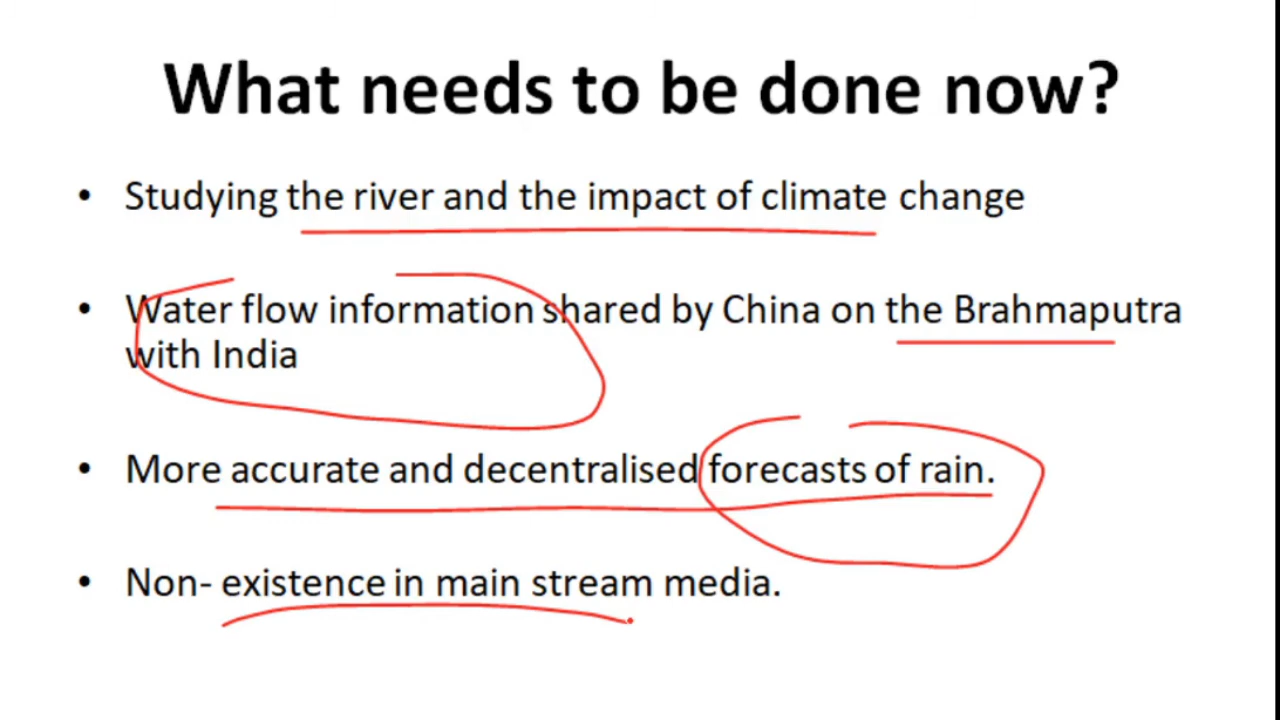 What needs to be done now?
• Studying the river and the impact of climate change
• Water flow information shared by China on the Brahmaputra
with India
• More accurate and decentralised forecasts of rain.
• Non- existence in main stream media.